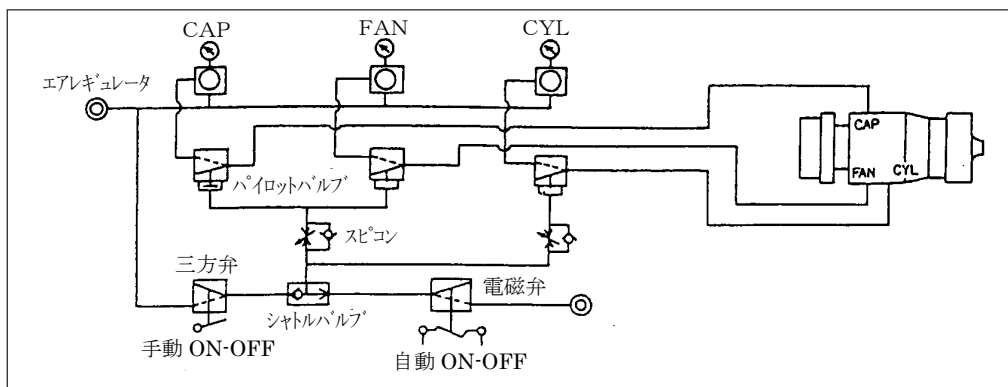 CAP
FAN
CYL
エアレギュレータ
CAP
FAN
CYL
パイロットバルブ
スピコン
三方弁
電磁弁
シャトルバルブ
手動 ON-OFF
自動 ON-OFF